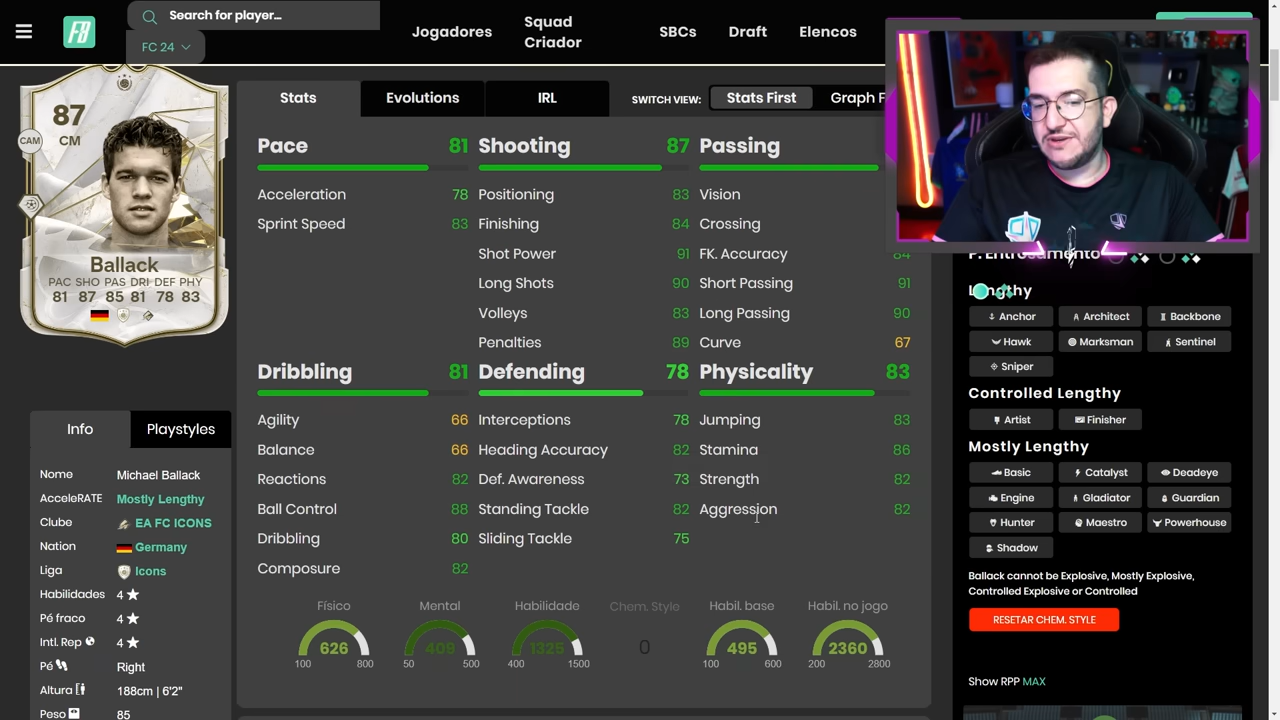 FB
Search for player...
FC 24
Jogadores
Squad
Criador
SBCs
Draft
Elencos
87
CM
CAM
Ballack
PAC SHO PAS DRI DEF PHY
81 87 85 81 78 83
Stats
Evolutions
IRL
SWITCH VIEW:
Stats First
Graph F
Pace 81
Acceleration 78
Sprint Speed 83
Shooting 87
Positioning 83
Finishing 84
Shot Power 91
Long Shots 90
Volleys 83
Penalties 89
Passing
Vision
Crossing
FK. Accuracy 84
Short Passing 91
Long Passing 90
Curve 67
Dribbling 81
Agility 66
Balance 66
Reactions 82
Ball Control 88
Dribbling 80
Composure 82
Defending 78
Interceptions 78
Heading Accuracy 82
Def. Awareness 73
Standing Tackle 82
Sliding Tackle 75
Physicality 83
Jumping 83
Stamina 86
Strength 82
Aggression 82
Físico
626
100 800
Mental
409
50 500
Habilidade
1325
400 1500
Chem. Style
0
Habil. base
495
100 600
Habil. no jogo
2360
200 2800
Info
Playstyles
Nome Michael Ballack
AcceleRATE Mostly Lengthy
Clube EA FC ICONS
Nation Germany
Liga Icons
Habilidades 4
Pé fraco 4
Intl. Rep 4
Pé Right
Altura 188cm | 6'2"
Peso 85
P. Entrosamento
Lengthy
Anchor Architect Backbone
Hawk Marksman Sentinel
Sniper
Controlled Lengthy
Artist Finisher
Mostly Lengthy
Basic Catalyst Deadeye
Engine Gladiator Guardian
Hunter Maestro Powerhouse
Shadow
Ballack cannot be Explosive, Mostly Explosive,
Controlled Explosive or Controlled
RESETAR CHEM. STYLE
Show RPP MAX